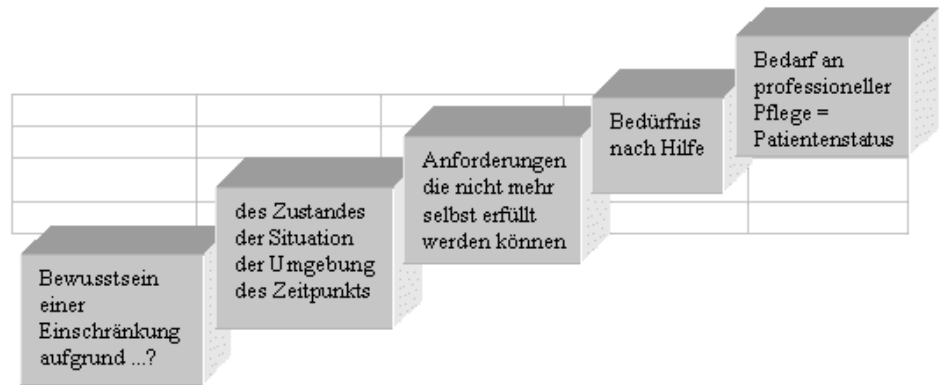 Bewusstsein
einer
Einschränkung
aufgrund ...?
des Zustandes
der Situation
der Umgebung
des Zeitpunkts
Anforderungen
die nicht mehr
selbst erfüllt
werden können
Bedürfnis
nach Hilfe
Bedarf an
professioneller
Pflege =
Patientenstatus